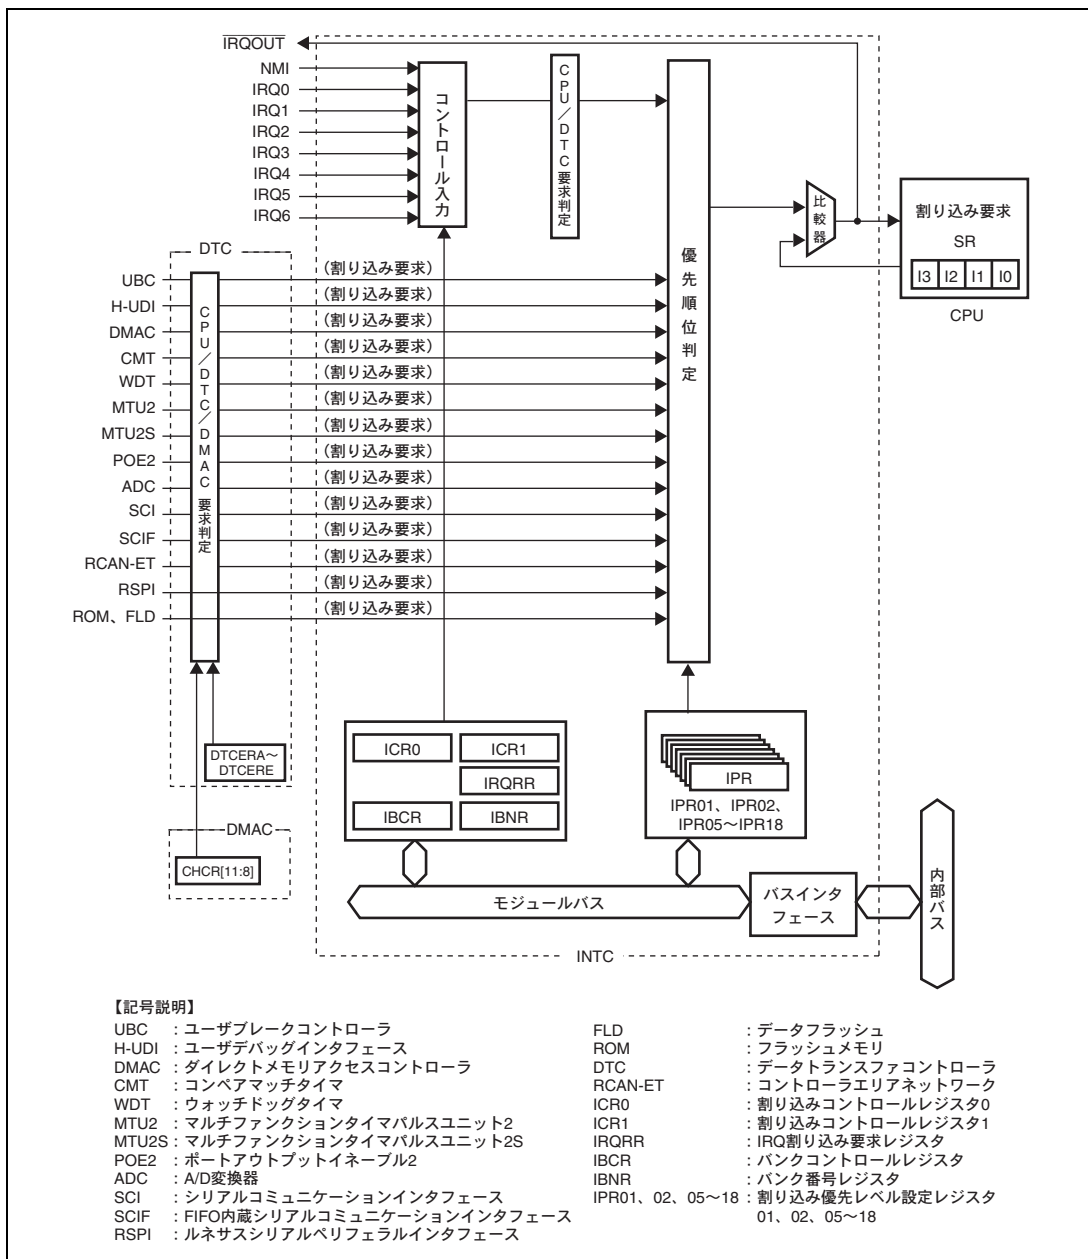 IRQOUT
NMI
IRQ0
IRQ1
IRQ2
IRQ3
IRQ4
IRQ5
IRQ6
コントロール入力
CPU/DTC要求判定
優先順位判定
比較器
割り込み要求
SR
I3 I2 I1 I0
CPU
DTC
UBC
H-UDI
DMAC
CMT
WDT
MTU2
MTU2S
POE2
ADC
SCI
SCIF
RCAN-ET
RSPI
ROM、FLD
CPU/DTC/DMAC要求判定
(割り込み要求)
(割り込み要求)
(割り込み要求)
(割り込み要求)
(割り込み要求)
(割り込み要求)
(割り込み要求)
(割り込み要求)
(割り込み要求)
(割り込み要求)
(割り込み要求)
(割り込み要求)
(割り込み要求)
(割り込み要求)
DTCERA～
DTCERE
DMAC
CHCR[11:8]
ICR0
ICR1
IRQRR
IBCR
IBNR
IPR
IPR01、IPR02、
IPR05～IPR18
モジュールバス
バスインタ
フェース
内部バス
INTC
【記号説明】
UBC :ユーザブレークコントローラ
H-UDI :ユーザデバッグインタフェース
DMAC :ダイレクトメモリアクセスコントローラ
CMT :コンペアマッチタイマ
WDT :ウォッチドッグタイマ
MTU2 :マルチファンクションタイマパルスユニット2
MTU2S :マルチファンクションタイマパルスユニット2S
POE2 :ポートアウトプットイネーブル2
ADC :A/D変換器
SCI :シリアルコミュニケーションインタフェース
SCIF :FIFO内蔵シリアルコミュニケーションインタフェース
RSPI :ルネサスシリアルペリフェラルインタフェース
FLD :データフラッシュ
ROM :フラッシュメモリ
DTC :データトランスファコントローラ
RCAN-ET :コントローラエリアネットワーク
ICR0 :割り込みコントロールレジスタ0
ICR1 :割り込みコントロールレジスタ1
IRQRR :IRQ割り込み要求レジスタ
IBCR :バンクコントロールレジスタ
IBNR :バンク番号レジスタ
IPR01、02、05～18 :割り込み優先レベル設定レジスタ
01、02、05～18